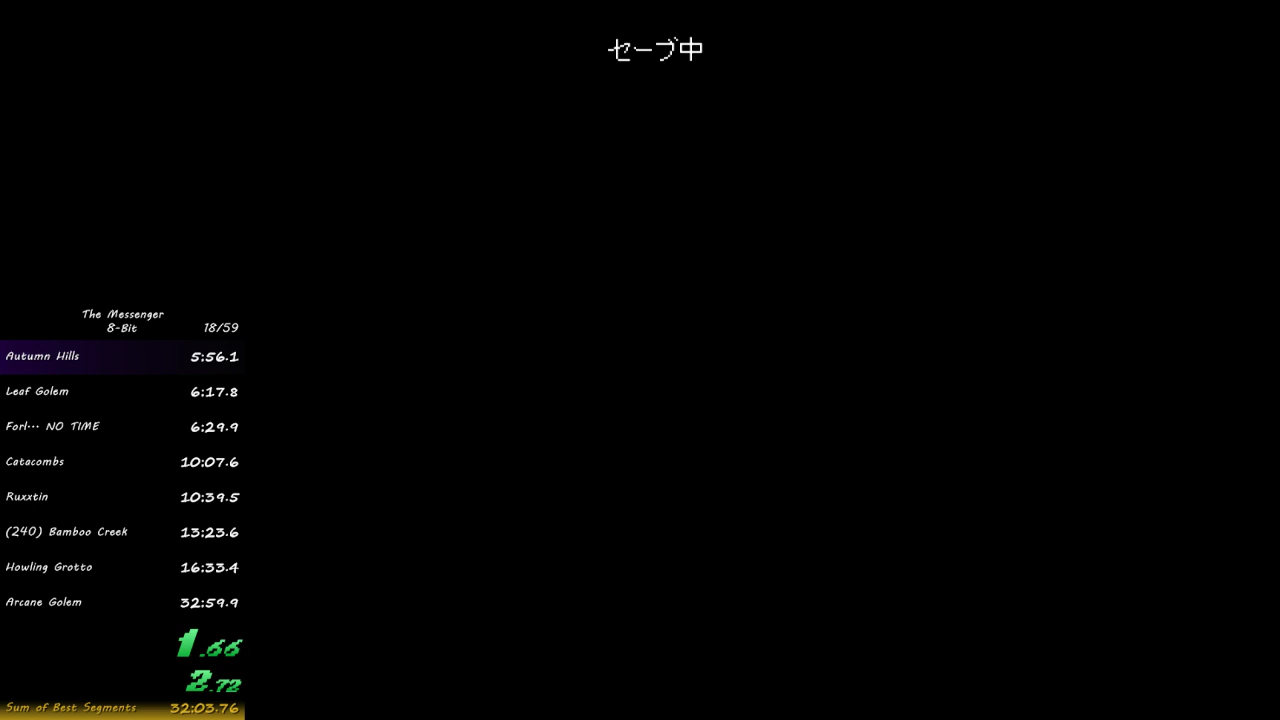 セーブ中
The Messenger
8-Bit 18/59
Autumn Hills 5:56.1
Leaf Golem 6:17.8
Forl... NO TIME 6:29.9
Catacombs 10:07.6
Ruxxtin 10:39.5
(240) Bamboo Creek 13:23.6
Howling Grotto 16:33.4
Arcane Golem 32:59.9
1.66
2.72
Sum of Best Segments 32:03.76